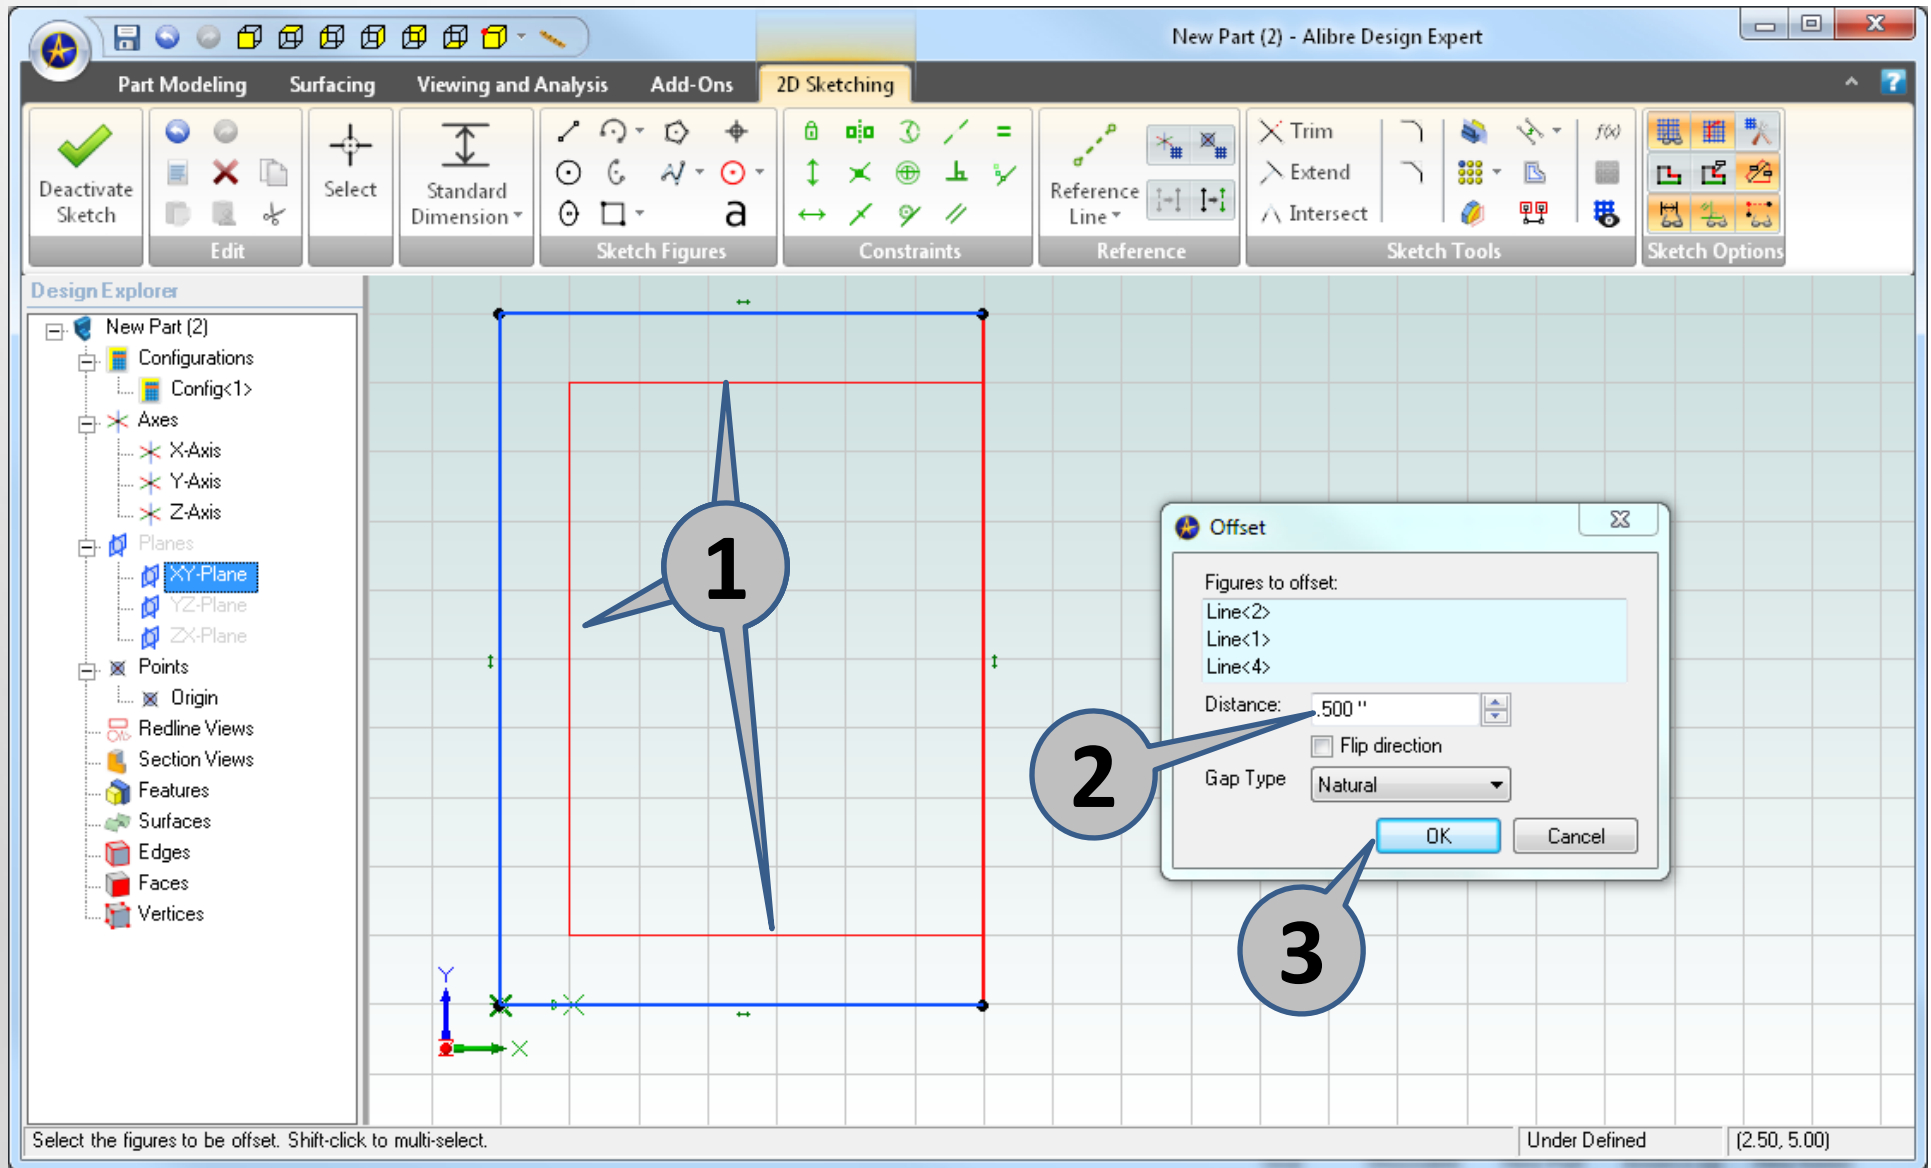 New Part (2) - Alibre Design Expert
Part Modeling
Surfacing
Viewing and Analysis
Add-Ons
2D Sketching
Deactivate
Sketch
Edit
Select
Standard
Dimension
a
Sketch Figures
Constraints
Reference
Line
Reference
Trim
Extend
Intersect
f(x)
Sketch Tools
Sketch Options
Design Explorer
New Part (2)
Configurations
Config<1>
Axes
X-Axis
Y-Axis
Z-Axis
Planes
XY-Plane
YZ-Plane
ZX-Plane
Points
Origin
Redline Views
Section Views
Features
Surfaces
Edges
Faces
Vertices
1
Y
X
Offset
Figures to offset:
Line<2>
Line<1>
Line<4>
Distance: .500 "
Flip direction
Gap Type Natural
OK Cancel
2
3
Select the figures to be offset. Shift-click to multi-select.
Under Defined
(2.50, 5.00)